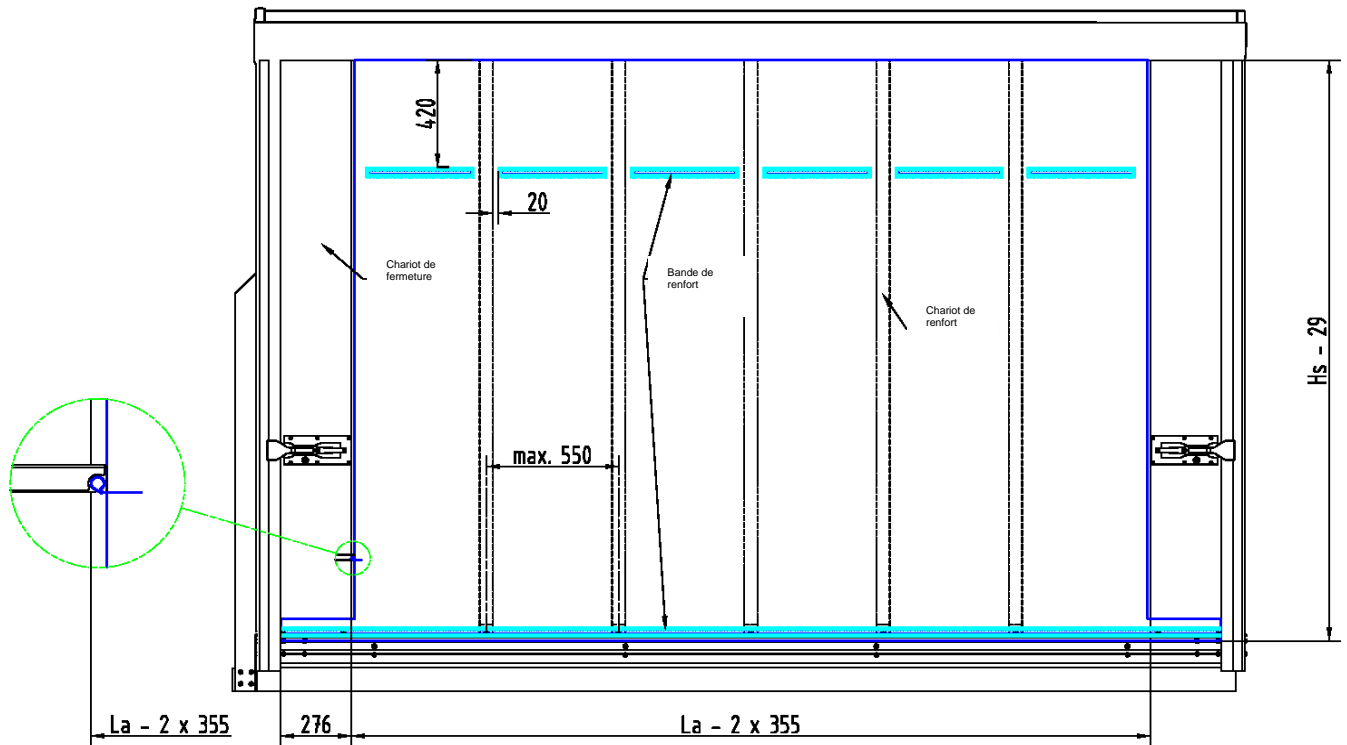 420
20
Chariot de
fermeture
Bande de
renfort
Chariot de
renfort
Hs - 29
max. 550
La - 2 x 355
276
La - 2 x 355